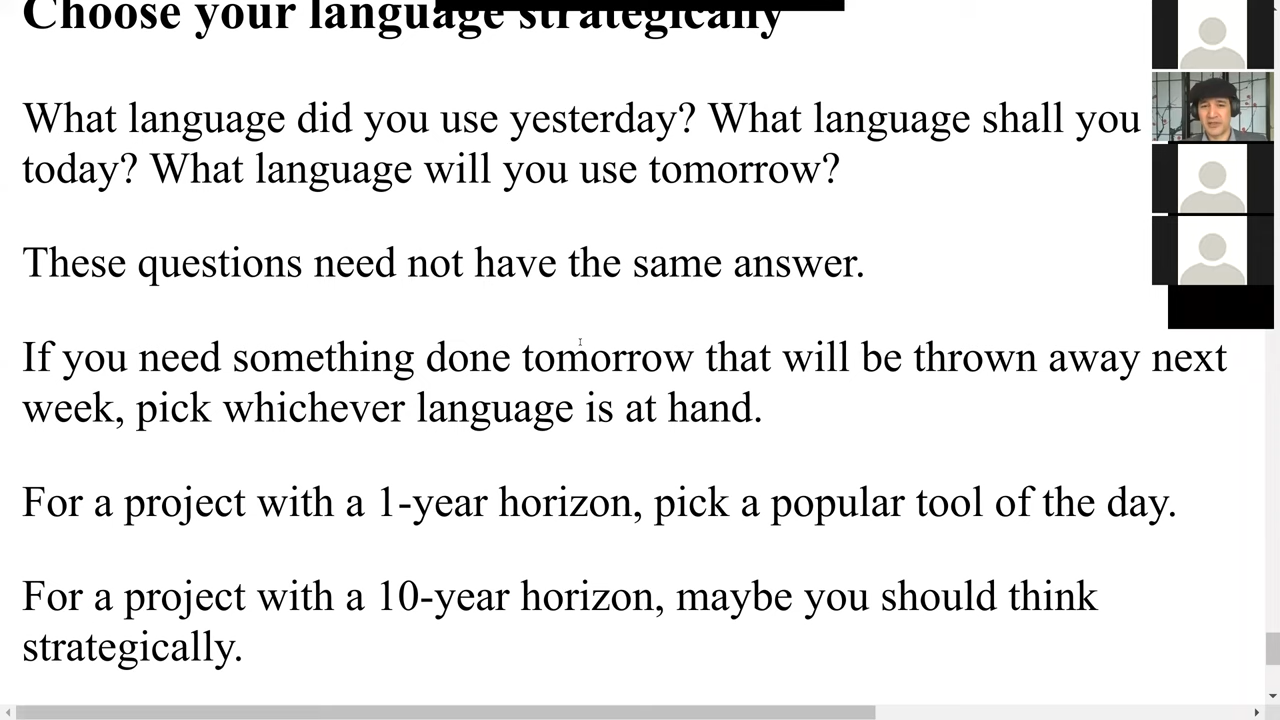 Choose your language strategically
What language did you use yesterday? What language shall you
today? What language will you use tomorrow?
These questions need not have the same answer.
If you need something done tomorrow that will be thrown away next
week, pick whichever language is at hand.
For a project with a 1-year horizon, pick a popular tool of the day.
For a project with a 10-year horizon, maybe you should think
strategically.